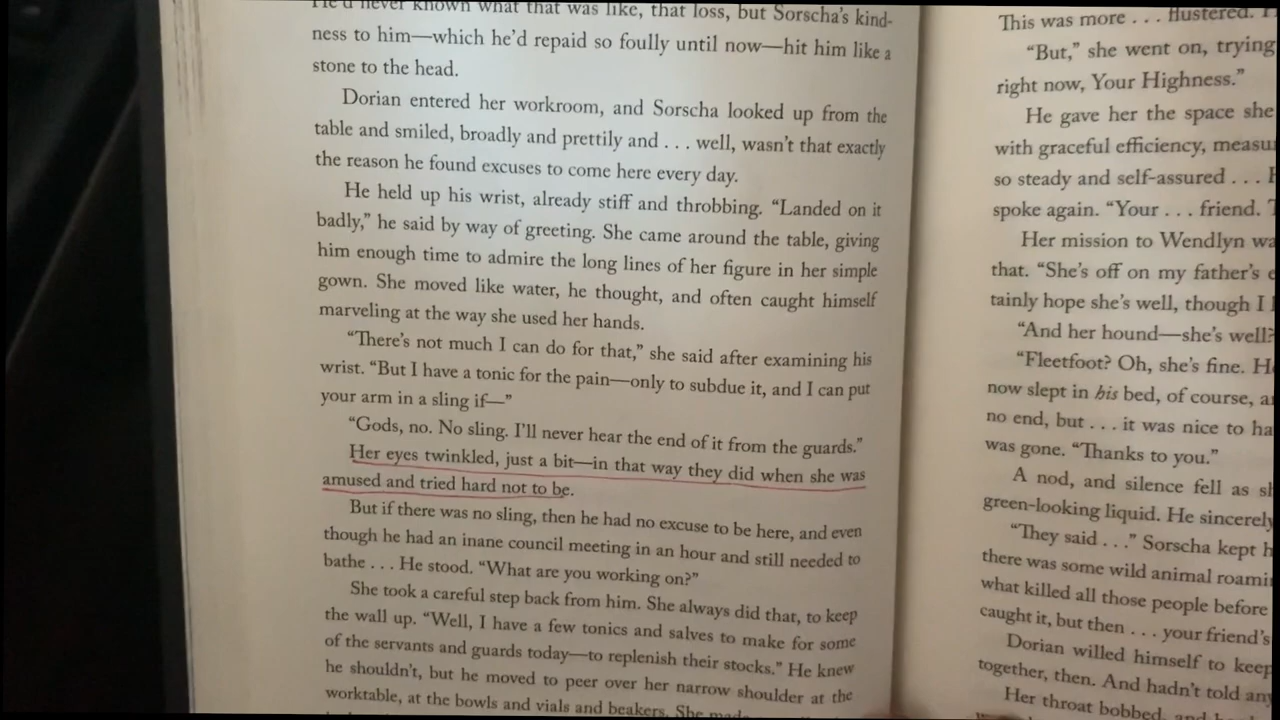 He'd never known what that was like, that loss, but Sorscha's kind-
ness to him—which he'd repaid so foully until now—hit him like a
stone to the head.
Dorian entered her workroom, and Sorscha looked up from the
table and smiled, broadly and prettily and . . . well, wasn't that exactly
the reason he found excuses to come here every day.
He held up his wrist, already stiff and throbbing. “Landed on it
badly,” he said by way of greeting. She came around the table, giving
him enough time to admire the long lines of her figure in her simple
gown. She moved like water, he thought, and often caught himself
marveling at the way she used her hands.
“There's not much I can do for that,” she said after examining his
wrist. “But I have a tonic for the pain—only to subdue it, and I can put
your arm in a sling if—”
“Gods, no. No sling. I'll never hear the end of it from the guards.”
Her eyes twinkled, just a bit—in that way they did when she was
amused and tried hard not to be.
But if there was no sling, then he had no excuse to be here, and even
though he had an inane council meeting in an hour and still needed to
bathe . . . He stood. “What are you working on?”
She took a careful step back from him. She always did that, to keep
the wall up. “Well, I have a few tonics and salves to make for some
of the servants and guards today—to replenish their stocks.” He knew
he shouldn't, but he moved to peer over her narrow shoulder at the
worktable, at the bowls and vials and beakers. She
This was more . . . flustered.
“But,” she went on, trying
right now, Your Highness.”
He gave her the space she
with graceful efficiency,
so steady and self-assured . . .
spoke again. “Your . . . friend.
Her mission to Wendlyn
that. “She's off on my father's
tainly hope she's well, though I
“And her hound—she's well?
“Fleetfoot? Oh, she's fine.
now slept in his bed, of course,
no end, but . . . it was nice to
was gone. “Thanks to you.”
A nod, and silence fell as
green-looking liquid. He sincerely
“They said . . .” Sorscha kept
there was some wild animal
what killed all those people before
caught it, but then . . . your friend's
Dorian willed himself to keep
together, then. And hadn't told
Her throat bobbed,